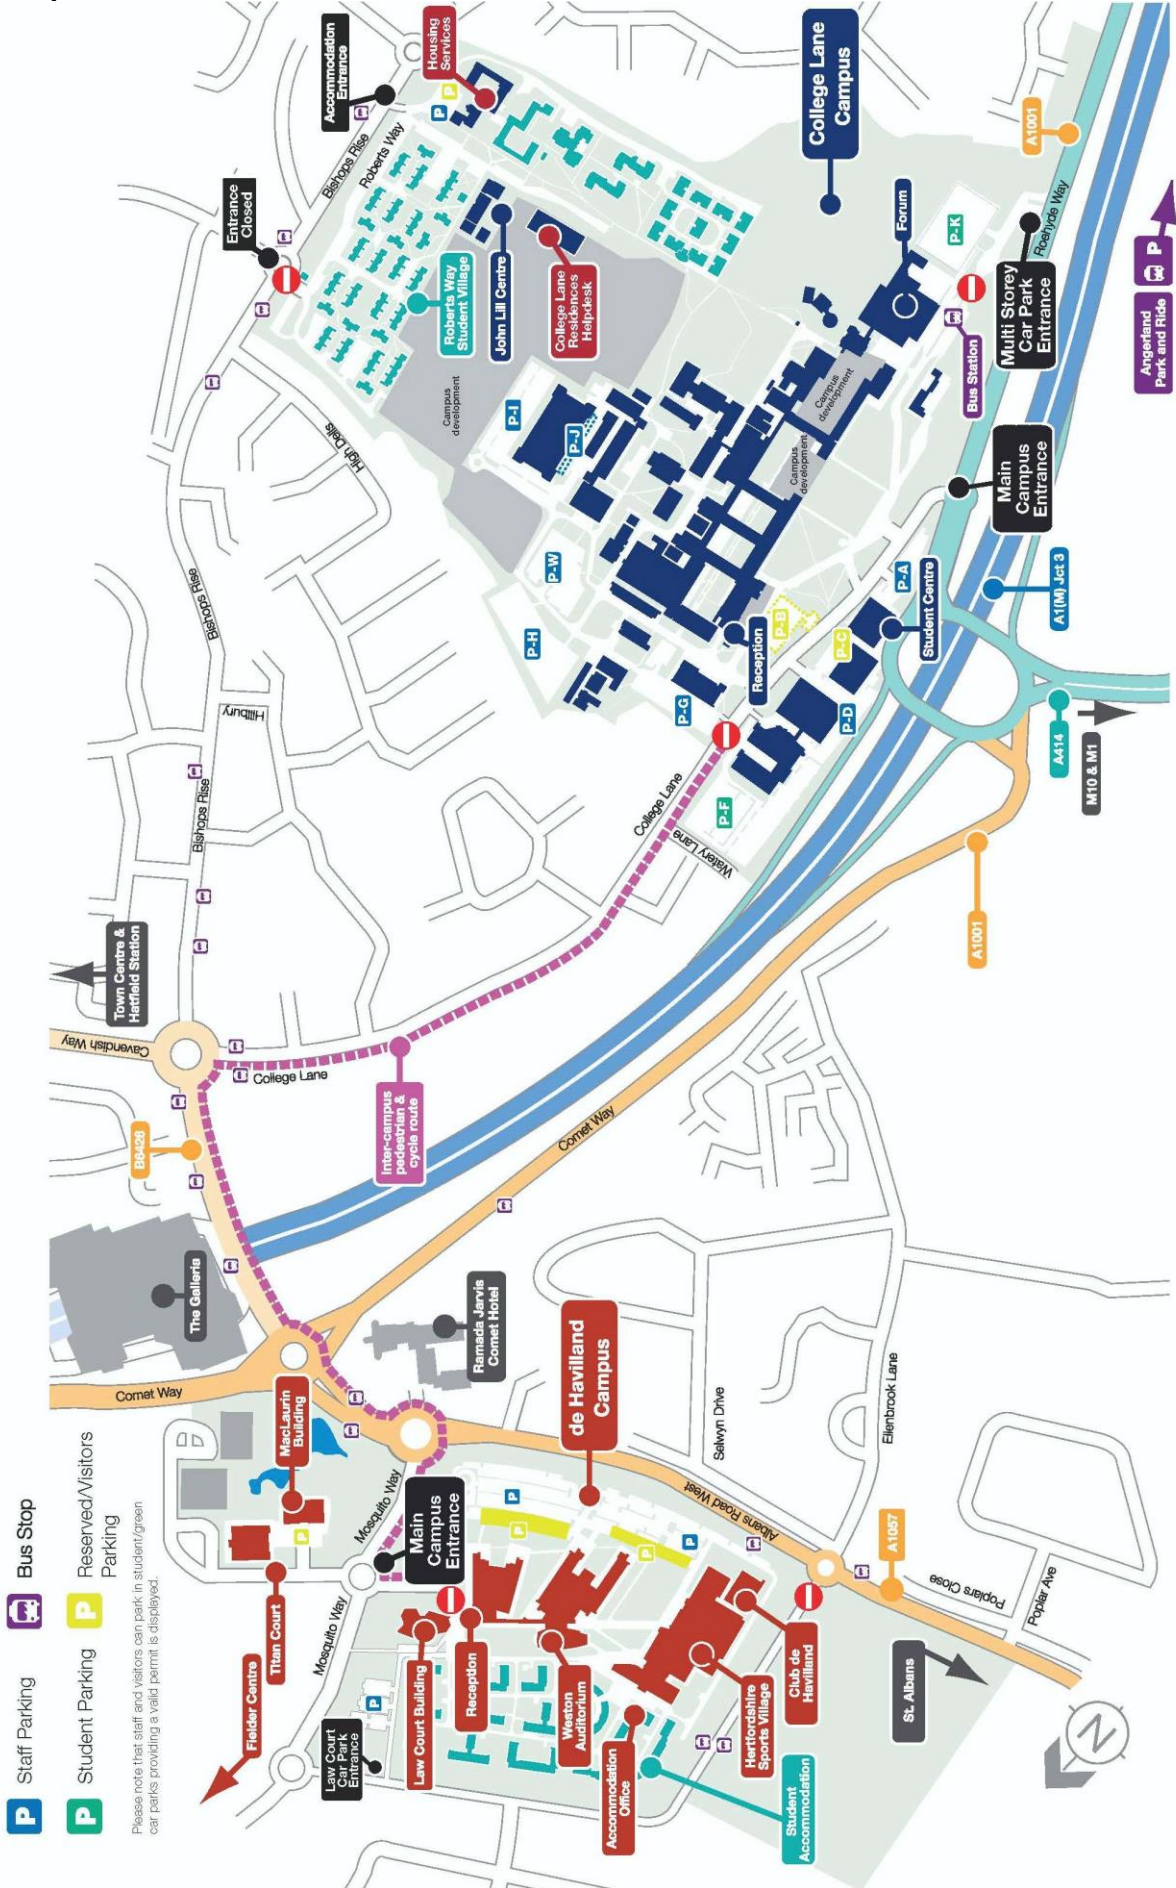 Staff Parking
Bus Stop
Student Parking
Reserved/Visitors
Parking
Please note that staff and visitors can park in student/green
car parks providing a valid permit is displayed.
Fielder Centre
Titan Court
MacLaurin
Building
Comet Way
The Galleria
B6426
Cavendish Way
Town Centre &
Hatfield Station
Bishops Rise
Bishops Rise
Hillbury
Bishops Rise
High Dells
Entrance
Closed
Bishops Rise
Roberts Way
Accommodation
Entrance
Housing
Services
Mosquito Way
Mosquito Way
Law Court
Car Park
Entrance
Main
Campus
Entrance
Law Court Building
Reception
Weston
Auditorium
Accommodation
Office
Student
Accommodation
Hertfordshire
Sports Village
Club de
Havilland
de Havilland
Campus
Ramada Jarvis
Comet Hotel
Inter-campus
pedestrian &
cycle route
College Lane
College Lane
Watery Lane
Comet Way
Albans Road West
Selwyn Drive
Ellenbrook Lane
Poplars Close
Poplar Ave
A1057
St. Albans
N
A1001
M10 & M1
A414
A1(M) Jct 3
P-F
P-G
P-D
P-H
P-W
P-I
P-J
P-B
P-C
P-A
P-K
Reception
Student Centre
Campus
development
Campus
development
Campus
development
Roberts Way
Student Village
John Lill Centre
College Lane
Residences
Helpdesk
College Lane
Campus
Forum
Bus Station
Main
Campus
Entrance
Multi Storey
Car Park
Entrance
Roehyde Way
A1001
Angerland
Park and Ride
P